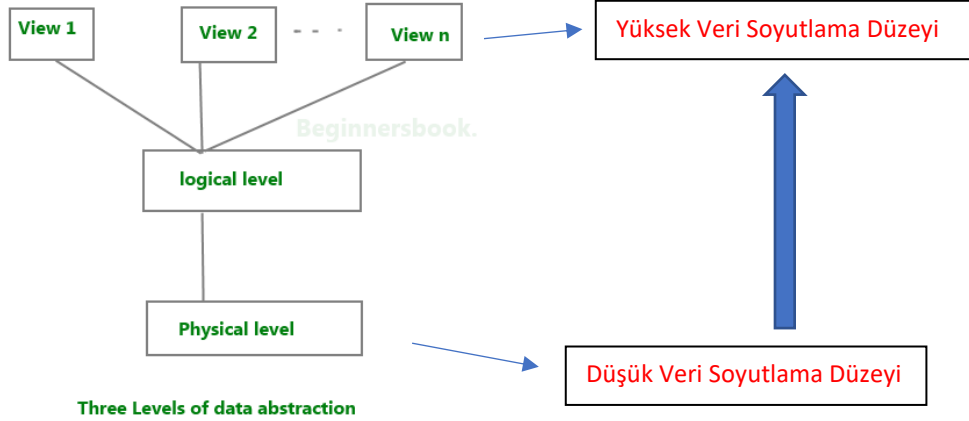 View 1
View 2
- - -
View n
Yüksek Veri Soyutlama Düzeyi
Beginnersbook.
logical level
Physical level
Düşük Veri Soyutlama Düzeyi
Three Levels of data abstraction